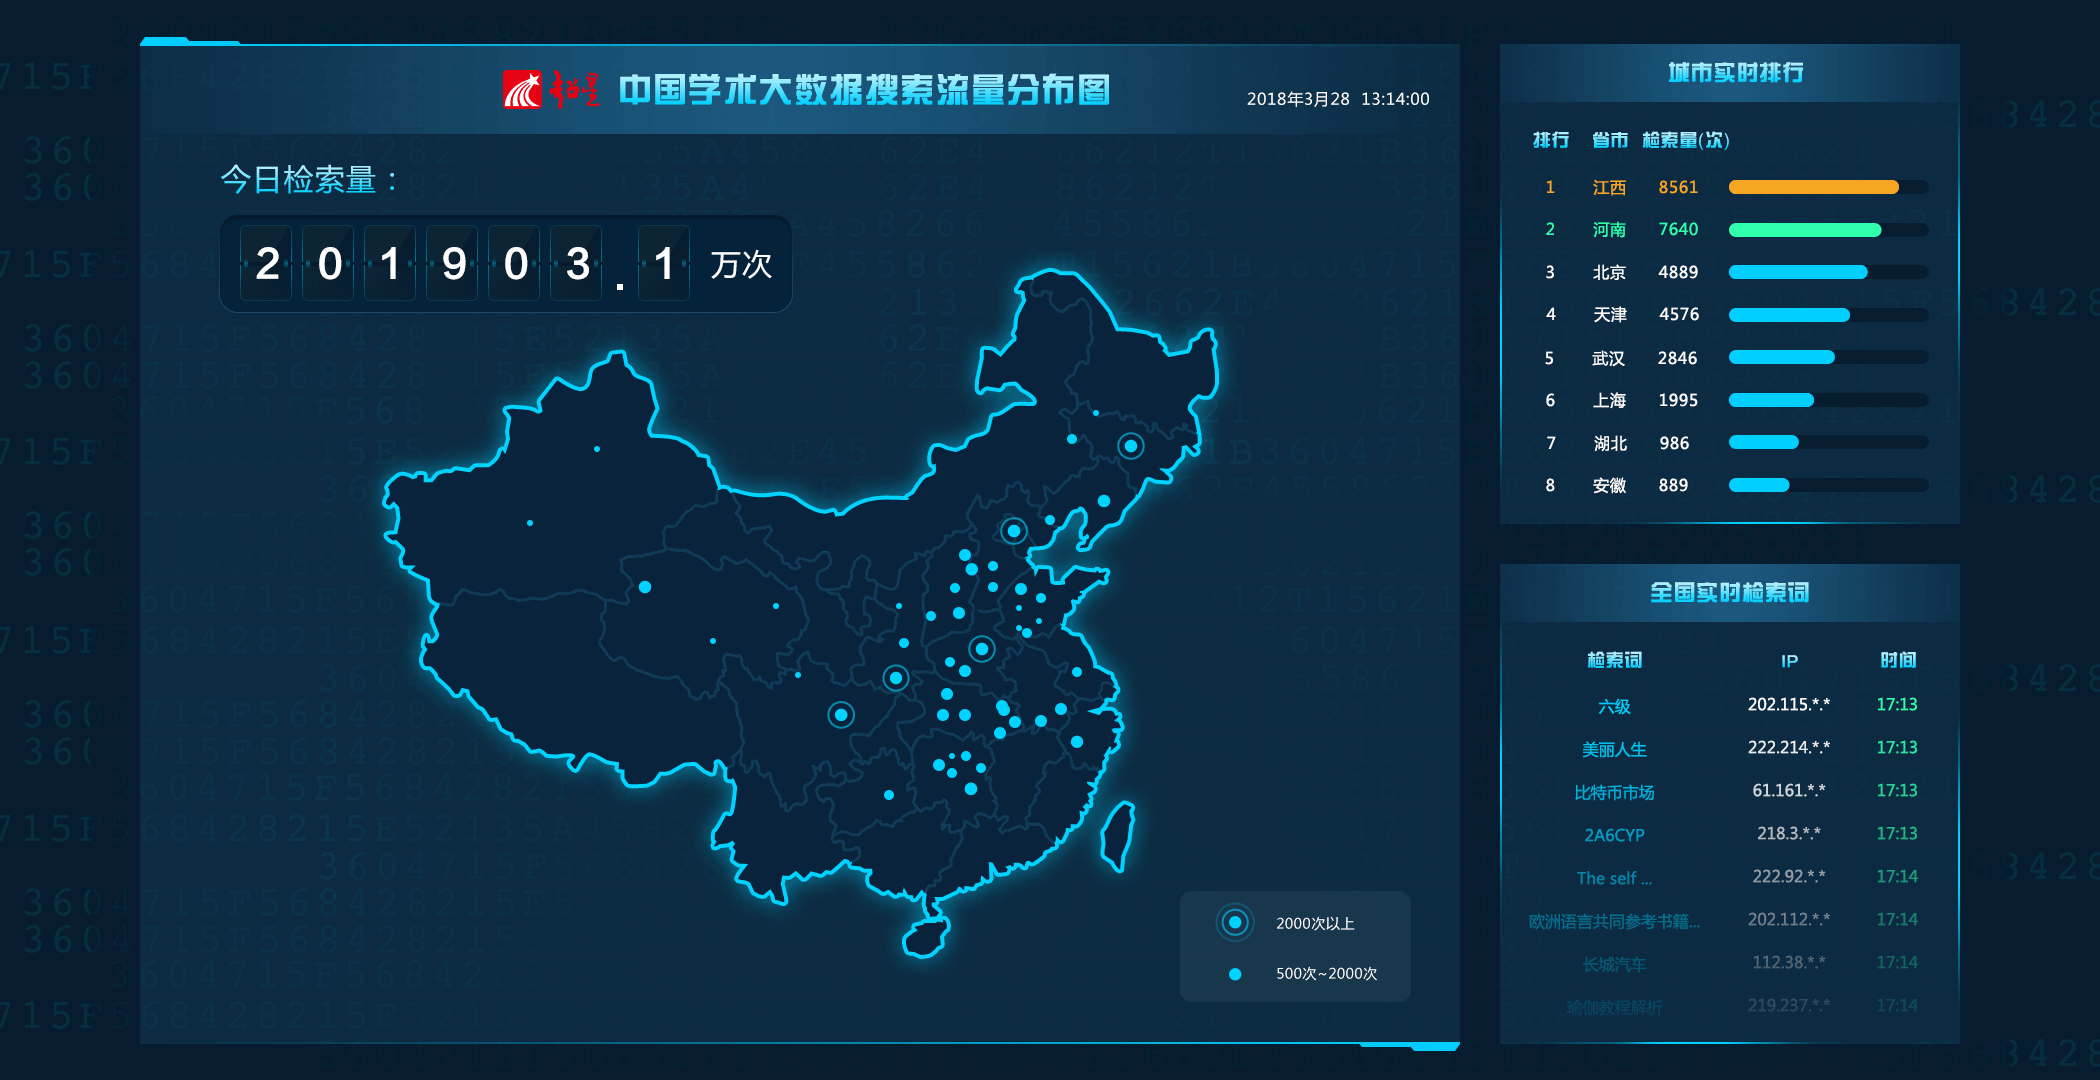 中国学术大数据搜索流量分布图
2018年3月28 13:14:00
今日检索量：
201903.1 万次
2000次以上
500次~2000次
城市实时排行
排行 省市 检索量(次)
1 江西 8561
2 河南 7640
3 北京 4889
4 天津 4576
5 武汉 2846
6 上海 1995
7 湖北 986
8 安徽 889
全国实时检索词
检索词 IP 时间
六级 202.115.*.* 17:13
美丽人生 222.214.*.* 17:13
比特币市场 61.161.*.* 17:13
2A6CYP 218.3.*.* 17:13
The self ... 222.92.*.* 17:14
欧洲语言共同参考书籍... 202.112.*.* 17:14
长城汽车 112.38.*.* 17:14
瑜伽教程解析 219.237.*.* 17:14